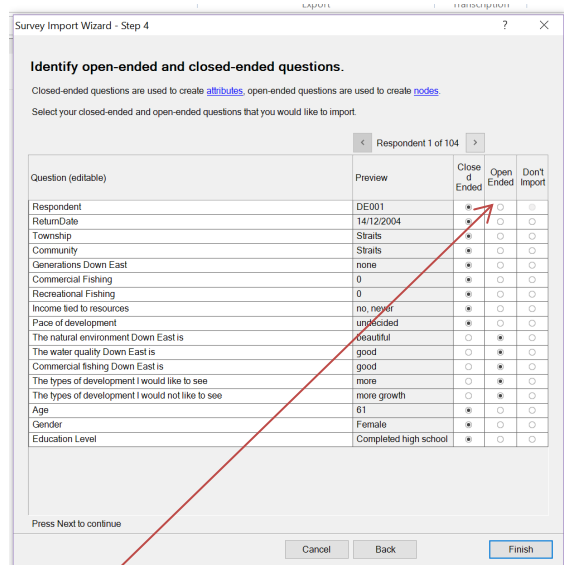 Export Transcription
Survey Import Wizard - Step 4 ?
Identify open-ended and closed-ended questions.
Closed-ended questions are used to create attributes, open-ended questions are used to create nodes.
Select your closed-ended and open-ended questions that you would like to import.
< Respondent 1 of 104 >
Question (editable) Preview Close d Ended Open Ended Don't Import
Respondent DE001
ReturnDate 14/12/2004
Township Straits
Community Straits
Generations Down East none
Commercial Fishing 0
Recreational Fishing 0
Income tied to resources no, never
Pace of development undecided
The natural environment Down East is beautiful
The water quality Down East is good
Commercial fishing Down East is good
The types of development I would like to see more
The types of development I would not like to see more growth
Age 61
Gender Female
Education Level Completed high school
Press Next to continue
Cancel Back Finish